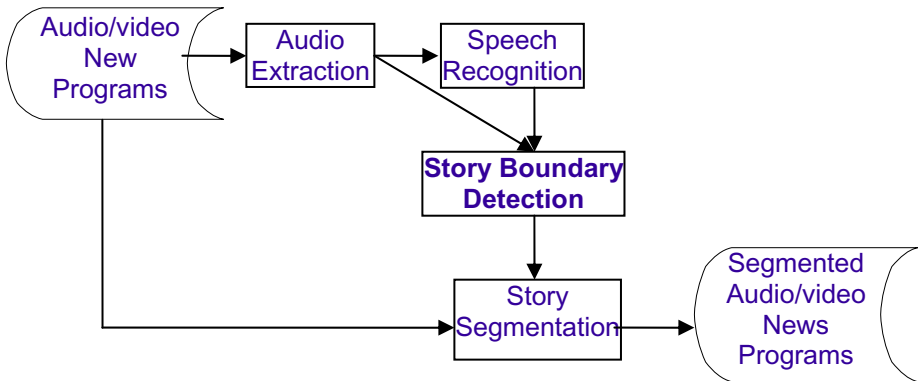 Audio/video
New
Programs
Audio
Extraction
Speech
Recognition
Story Boundary
Detection
Story
Segmentation
Segmented
Audio/video
News
Programs